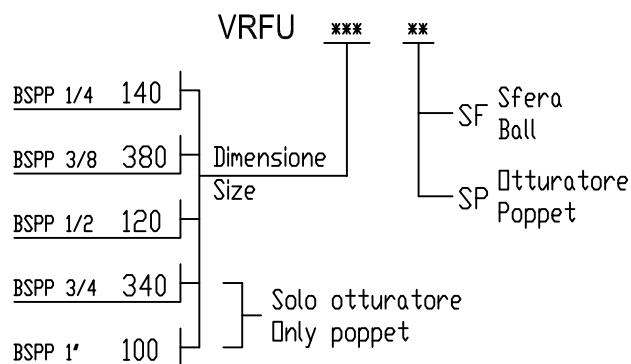 VRFU *** **
BSPP 1/4 140
BSPP 3/8 380
BSPP 1/2 120
BSPP 3/4 340
BSPP 1" 100
Dimensione
Size
SF Sfera
Ball
SP Otturatore
Poppet
Solo otturatore
Only poppet